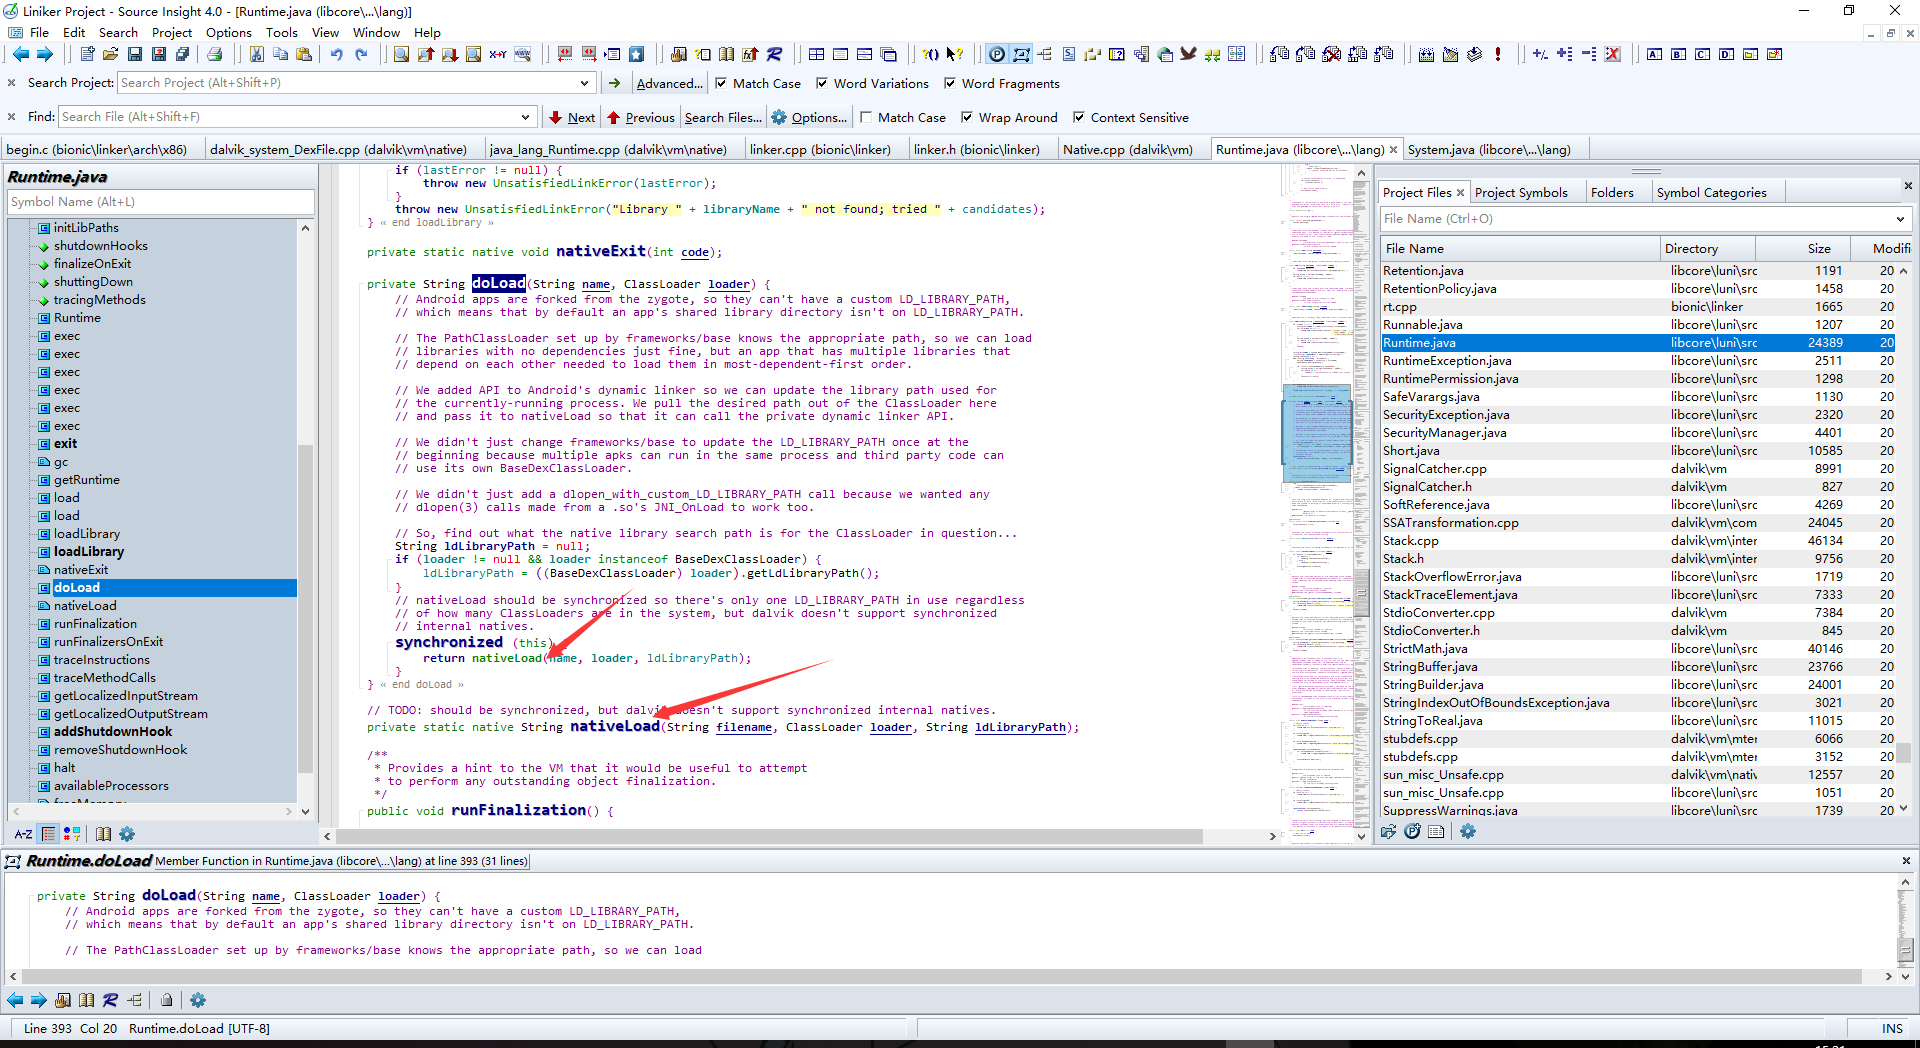 Liniker Project - Source Insight 4.0 - [Runtime.java (libcore\...\lang)]
File Edit Search Project Options Tools View Window Help
Search Project: Search Project (Alt+Shift+P) Advanced... Match Case Word Variations Word Fragments
Find: Search File (Alt+Shift+F) Next Previous Search Files... Options... Match Case Wrap Around Context Sensitive
begin.c (bionic\linker\arch\x86) dalvik_system_DexFile.cpp (dalvik\vm\native) java_lang_Runtime.cpp (dalvik\vm\native) linker.cpp (bionic\linker) linker.h (bionic\linker) Native.cpp (dalvik\vm) Runtime.java (libcore\...\lang) System.java (libcore\...\lang)
Runtime.java
Symbol Name (Alt+L)
initLibPaths
shutdownHooks
finalizeOnExit
shuttingDown
tracingMethods
Runtime
exec
exec
exec
exec
exec
exec
exit
gc
getRuntime
load
load
loadLibrary
loadLibrary
nativeExit
doLoad
nativeLoad
runFinalization
runFinalizersOnExit
traceInstructions
traceMethodCalls
getLocalizedInputStream
getLocalizedOutputStream
addShutdownHook
removeShutdownHook
halt
availableProcessors
freeMemory
A-Z
if (lastError != null) {
throw new UnsatisfiedLinkError(lastError);
}
throw new UnsatisfiedLinkError("Library " + libraryName + " not found; tried " + candidates);
} « end loadLibrary »
private static native void nativeExit(int code);
private String doLoad(String name, ClassLoader loader) {
// Android apps are forked from the zygote, so they can't have a custom LD_LIBRARY_PATH,
// which means that by default an app's shared library directory isn't on LD_LIBRARY_PATH.
// The PathClassLoader set up by frameworks/base knows the appropriate path, so we can load
// libraries with no dependencies just fine, but an app that has multiple libraries that
// depend on each other needed to load them in most-dependent-first order.
// We added API to Android's dynamic linker so we can update the library path used for
// the currently-running process. We pull the desired path out of the ClassLoader here
// and pass it to nativeLoad so that it can call the private dynamic linker API.
// We didn't just change frameworks/base to update the LD_LIBRARY_PATH once at the
// beginning because multiple apks can run in the same process and third party code can
// use its own BaseDexClassLoader.
// We didn't just add a dlopen_with_custom_LD_LIBRARY_PATH call because we wanted any
// dlopen(3) calls made from a .so's JNI_OnLoad to work too.
// So, find out what the native library search path is for the ClassLoader in question...
String ldLibraryPath = null;
if (loader != null && loader instanceof BaseDexClassLoader) {
ldLibraryPath = ((BaseDexClassLoader) loader).getLdLibraryPath();
}
// nativeLoad should be synchronized so there's only one LD_LIBRARY_PATH in use regardless
// of how many ClassLoaders are in the system, but dalvik doesn't support synchronized
// internal natives.
synchronized (this)
return nativeLoad(name, loader, ldLibraryPath);
}
} « end doLoad »
// TODO: should be synchronized, but dalvik doesn't support synchronized internal natives.
private static native String nativeLoad(String filename, ClassLoader loader, String ldLibraryPath);
/**
* Provides a hint to the VM that it would be useful to attempt
* to perform any outstanding object finalization.
*/
public void runFinalization() {
Project Files Project Symbols Folders Symbol Categories
File Name (Ctrl+O)
File Name Directory Size Modifi
Retention.java libcore\luni\src 1191 20
RetentionPolicy.java libcore\luni\src 1458 20
rt.cpp bionic\linker 1665 20
Runnable.java libcore\luni\src 1207 20
Runtime.java libcore\luni\src 24389 20
RuntimeException.java libcore\luni\src 2511 20
RuntimePermission.java libcore\luni\src 1298 20
SafeVarargs.java libcore\luni\src 1130 20
SecurityException.java libcore\luni\src 2320 20
SecurityManager.java libcore\luni\src 4401 20
Short.java libcore\luni\src 10585 20
SignalCatcher.cpp dalvik\vm 8991 20
SignalCatcher.h dalvik\vm 827 20
SoftReference.java libcore\luni\src 4269 20
SSATransformation.cpp dalvik\vm\com 24045 20
Stack.cpp dalvik\vm\inter 46134 20
Stack.h dalvik\vm\inter 9756 20
StackOverflowError.java libcore\luni\src 1719 20
StackTraceElement.java libcore\luni\src 7333 20
StdioConverter.cpp dalvik\vm 7384 20
StdioConverter.h dalvik\vm 845 20
StrictMath.java libcore\luni\src 40146 20
StringBuffer.java libcore\luni\src 23766 20
StringBuilder.java libcore\luni\src 24001 20
StringIndexOutOfBoundsException.java libcore\luni\src 3021 20
StringToReal.java libcore\luni\src 11015 20
stubdefs.cpp dalvik\vm\mter 6066 20
stubdefs.cpp dalvik\vm\mter 3152 20
sun_misc_Unsafe.cpp dalvik\vm\nativ 12557 20
sun_misc_Unsafe.cpp libcore\luni\src 1051 20
SuppressWarnings.java libcore\luni\src 1739 20
Runtime.doLoad Member Function in Runtime.java (libcore\...\lang) at line 393 (31 lines)
private String doLoad(String name, ClassLoader loader) {
// Android apps are forked from the zygote, so they can't have a custom LD_LIBRARY_PATH,
// which means that by default an app's shared library directory isn't on LD_LIBRARY_PATH.
// The PathClassLoader set up by frameworks/base knows the appropriate path, so we can load
Line 393 Col 20 Runtime.doLoad [UTF-8] INS